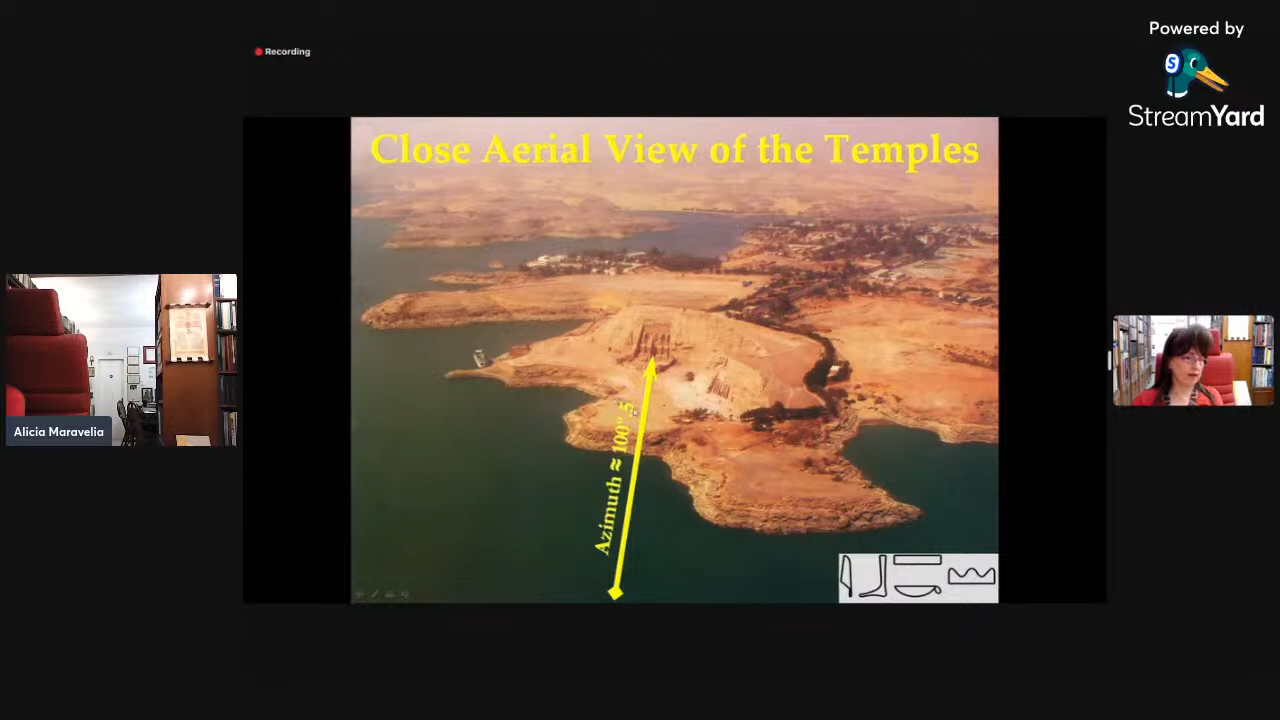 Recording
Powered by
S
StreamYard
Close Aerial View of the Temples
Azimuth ≈ 100°.5
Alicia Maravelia